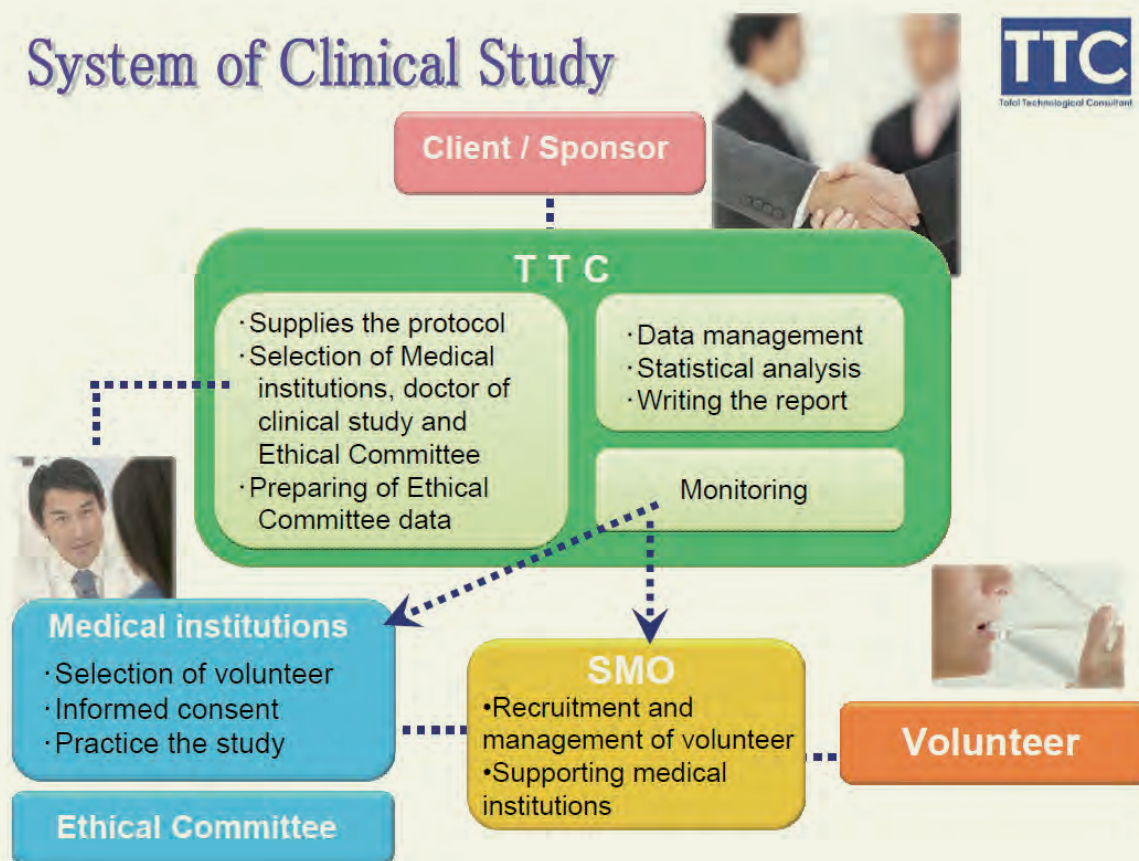 System of Clinical Study
TTC
Total Technological Consultant
Client / Sponsor
T T C
·Supplies the protocol
·Selection of Medical
institutions, doctor of
clinical study and
Ethical Committee
·Preparing of Ethical
Committee data
·Data management
·Statistical analysis
·Writing the report
Monitoring
Medical institutions
·Selection of volunteer
·Informed consent
·Practice the study
Ethical Committee
SMO
•Recruitment and
management of volunteer
•Supporting medical
institutions
Volunteer